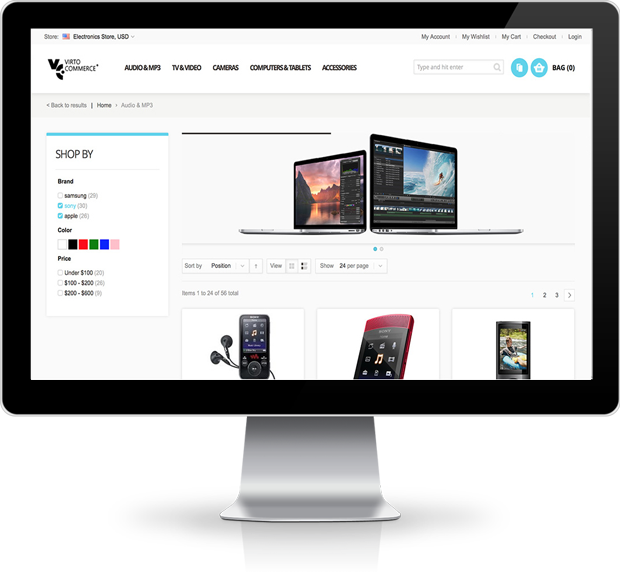 Store: Electronics Store, USD
My Account My Wishlist My Cart Checkout Login
VIRTO
COMMERCE
AUDIO & MP3 TV & VIDEO CAMERAS COMPUTERS & TABLETS ACCESSORIES
Type and hit enter
BAG (0)
< Back to results | Home › Audio & MP3
SHOP BY
Brand
samsung (29)
sony (30)
apple (26)
Color
Price
Under $100 (20)
$100 - $200 (26)
$200 - $600 (9)
Sort by Position
View
Show 24 per page
Items 1 to 24 of 56 total
1 2 3 >
SONY
SONY